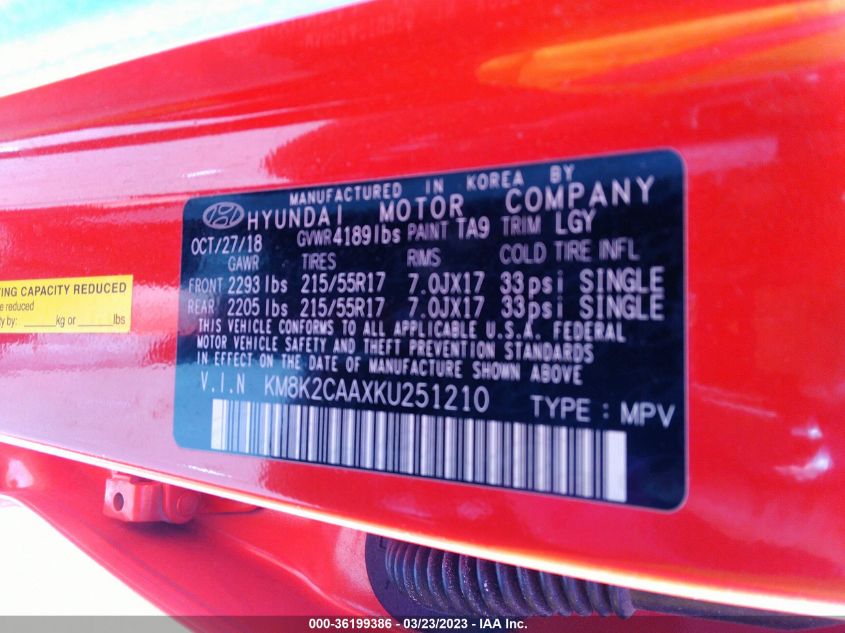 MANUFACTURED IN KOREA BY
HYUNDAI MOTOR COMPANY
OCT/27/18 GVWR 4189lbs PAINT TA9 TRIM LGY
GAWR TIRES RIMS COLD TIRE INFL
FRONT 2293 lbs 215/55R17 7.0JX17 33psi SINGLE
REAR 2205 lbs 215/55R17 7.0JX17 33psi SINGLE
THIS VEHICLE CONFORMS TO ALL APPLICABLE U.S.A. FEDERAL
MOTOR VEHICLE SAFETY AND THEFT PREVENTION STANDARDS
IN EFFECT ON THE DATE OF MANUFACTURE SHOWN ABOVE
V.I.N KM8K2CAAXKU251210 TYPE : MPV
CAPACITY REDUCED
be reduced
by: _____kg or _____lbs
000-36199386 - 03/23/2023 - IAA Inc.